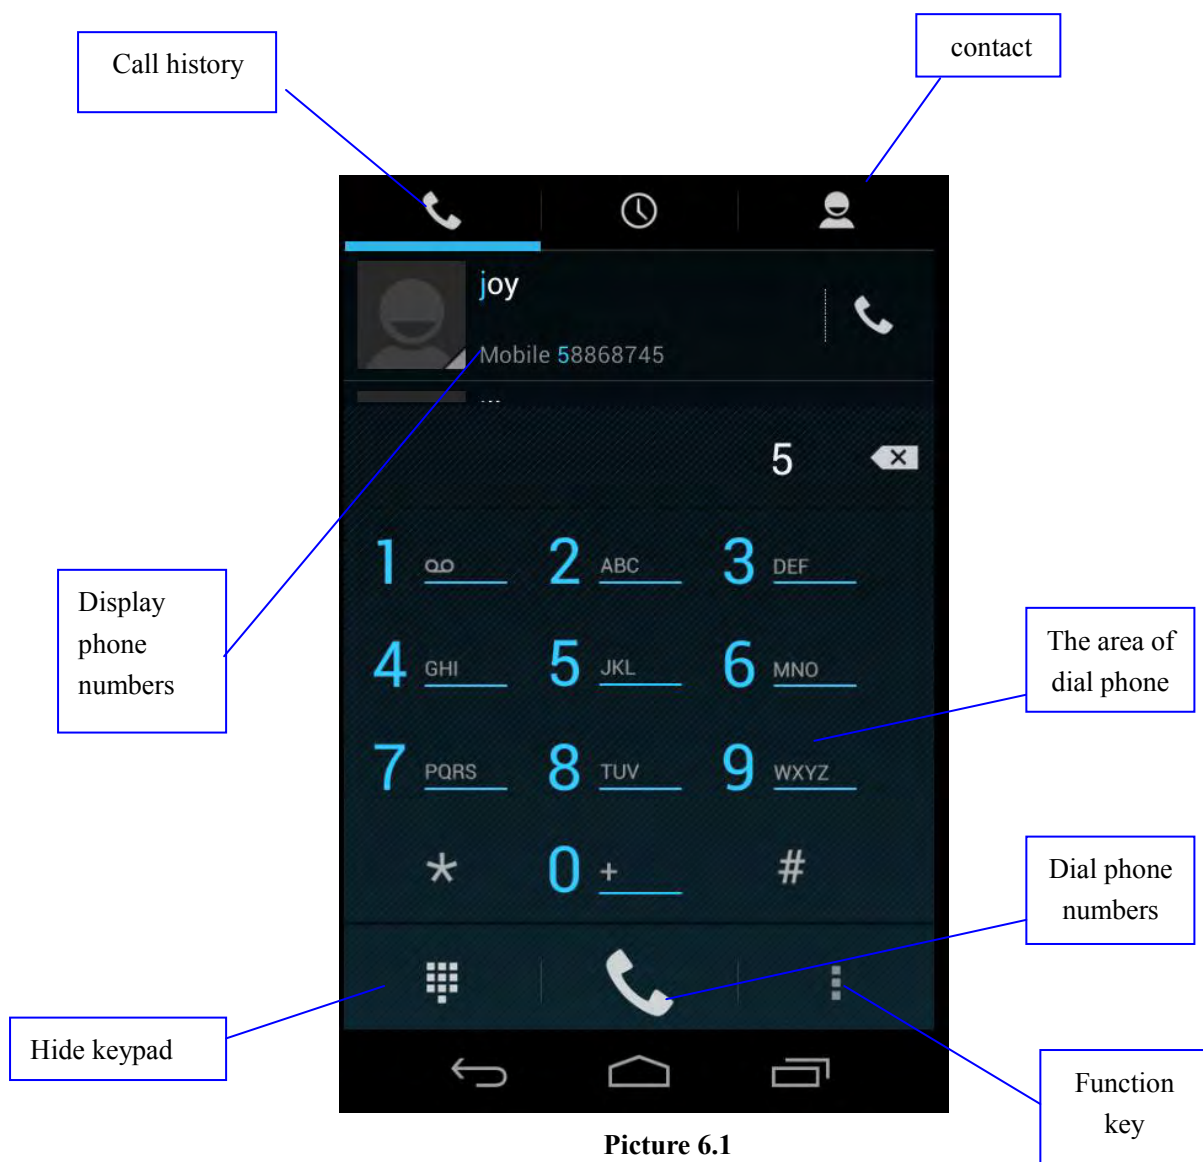 Call history
contact
joy
Mobile 58868745
5
1
2 ABC
3 DEF
Display
phone
numbers
4 GHI
5 JKL
6 MNO
The area of
dial phone
7 PQRS
8 TUV
9 WXYZ
*
0 +
#
Dial phone
numbers
Hide keypad
Function
key
Picture 6.1